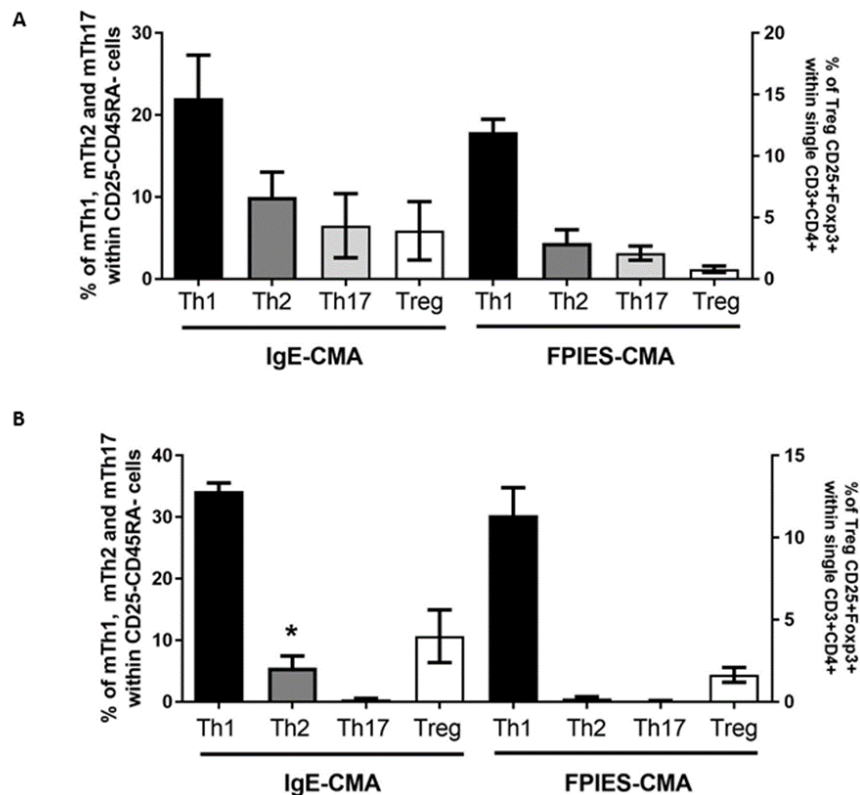 A
% of mTh1, mTh2 and mTh17
within CD25-CD45RA- cells
30
20
10
0
20
15
10
5
0
% of Treg CD25+Foxp3+
within single CD3+CD4+
Th1 Th2 Th17 Treg Th1 Th2 Th17 Treg
IgE-CMA FPIES-CMA
B
% of mTh1, mTh2 and mTh17
within CD25-CD45RA- cells
40
30
20
10
0
*
15
10
5
0
%of Treg CD25+Foxp3+
within single CD3+CD4+
Th1 Th2 Th17 Treg Th1 Th2 Th17 Treg
IgE-CMA FPIES-CMA